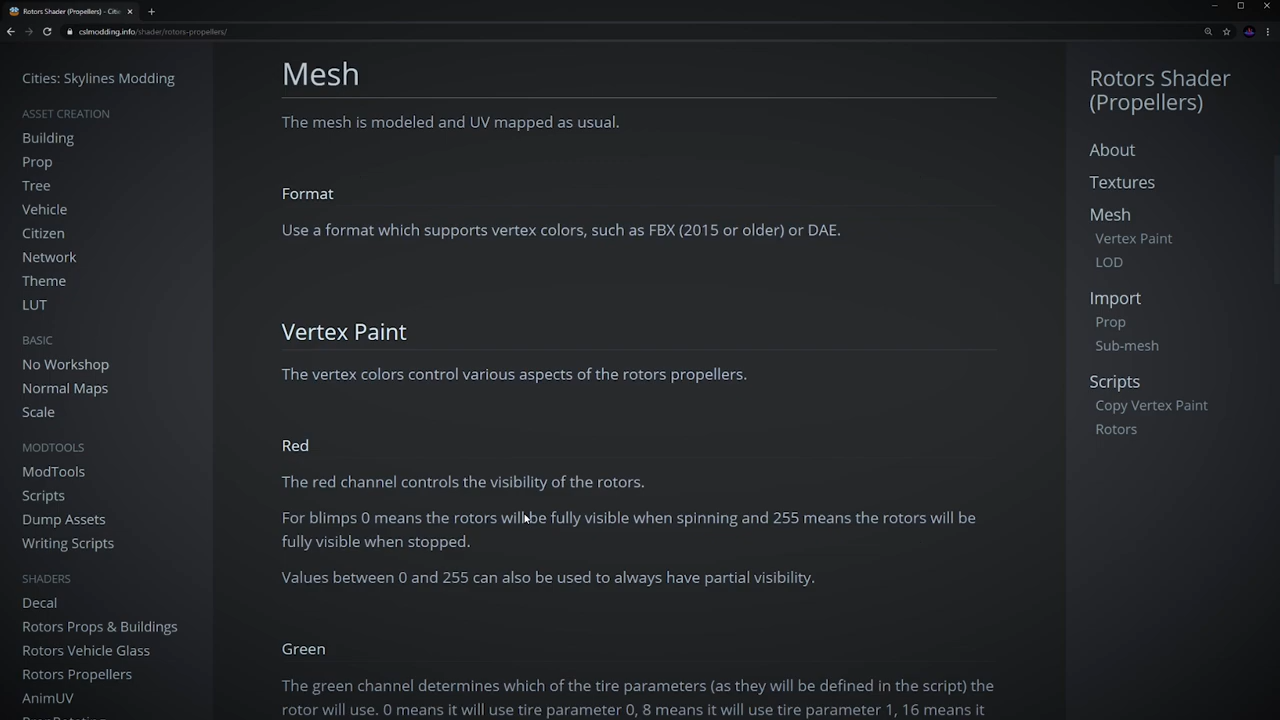 Rotors Shader (Propellers) - Citi
cslmodding.info/shader/rotors-propellers/
Cities: Skylines Modding
ASSET CREATION
Building
Prop
Tree
Vehicle
Citizen
Network
Theme
LUT
BASIC
No Workshop
Normal Maps
Scale
MODTOOLS
ModTools
Scripts
Dump Assets
Writing Scripts
SHADERS
Decal
Rotors Props & Buildings
Rotors Vehicle Glass
Rotors Propellers
AnimUV
Mesh
The mesh is modeled and UV mapped as usual.
Format
Use a format which supports vertex colors, such as FBX (2015 or older) or DAE.
Vertex Paint
The vertex colors control various aspects of the rotors propellers.
Red
The red channel controls the visibility of the rotors.
For blimps 0 means the rotors will be fully visible when spinning and 255 means the rotors will be
fully visible when stopped.
Values between 0 and 255 can also be used to always have partial visibility.
Green
The green channel determines which of the tire parameters (as they will be defined in the script) the
rotor will use. 0 means it will use tire parameter 0, 8 means it will use tire parameter 1, 16 means it
Rotors Shader
(Propellers)
About
Textures
Mesh
Vertex Paint
LOD
Import
Prop
Sub-mesh
Scripts
Copy Vertex Paint
Rotors